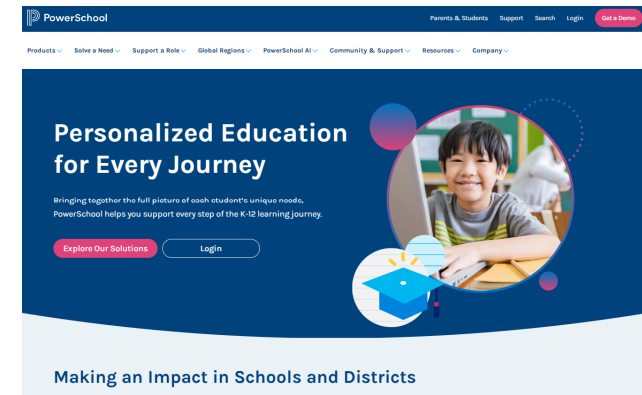 PowerSchool
Parents & Students Support Search Login Get a Demo
Products Solve a Need Support a Role Global Regions PowerSchool AI Community & Support Resources Company
Personalized Education
for Every Journey
Bringing together the full picture of each student's unique needs,
PowerSchool helps you support every step of the K-12 learning journey.
Explore Our Solutions Login
Making an Impact in Schools and Districts